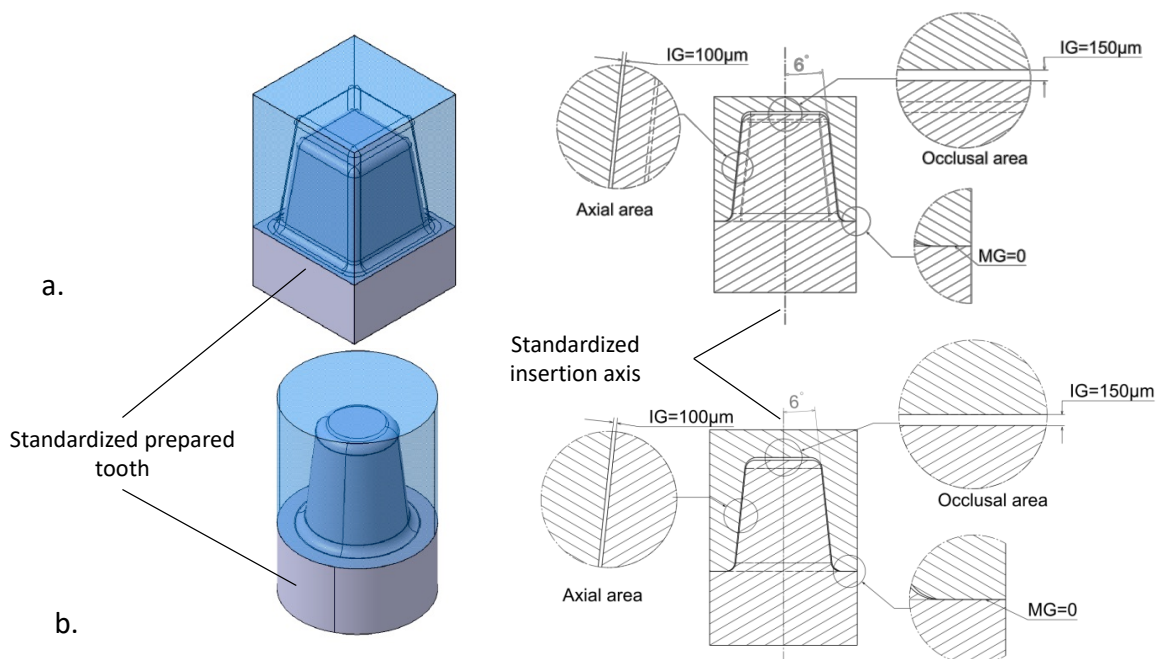 IG=100µm
6°
IG=150µm
Occlusal area
Axial area
MG=0
a.
Standardized
insertion axis
Standardized prepared
tooth
IG=100µm
6°
IG=150µm
Occlusal area
Axial area
MG=0
b.